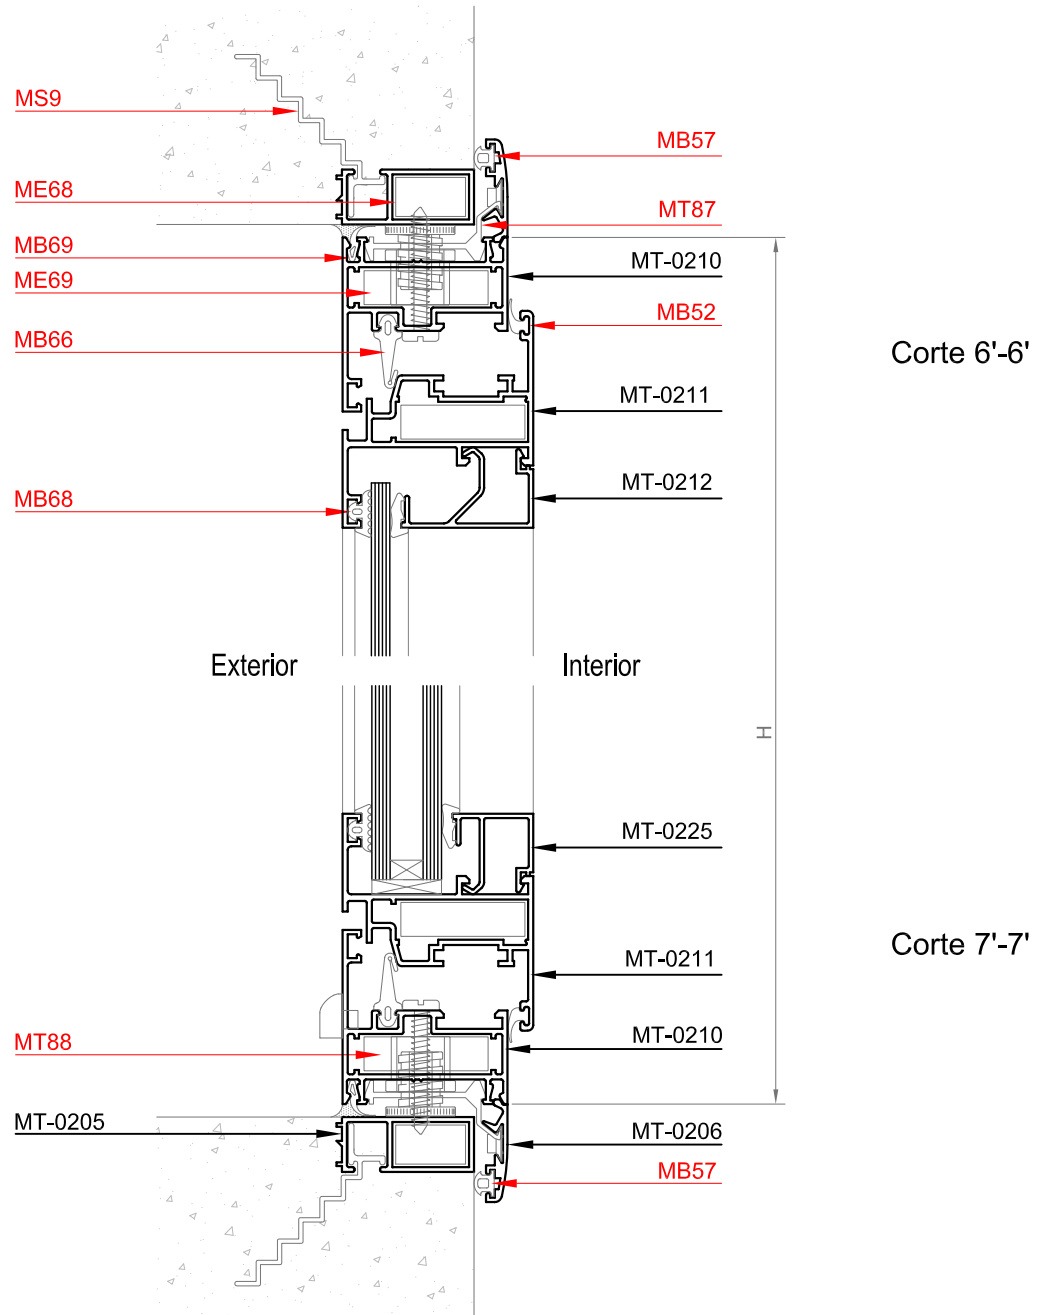 MS9
MB57
ME68
MT87
MB69
MT-0210
ME69
MB52
MB66
Corte 6'-6'
MT-0211
MT-0212
MB68
Exterior
Interior
H
MT-0225
Corte 7'-7'
MT-0211
MT-0210
MT88
MT-0205
MT-0206
MB57